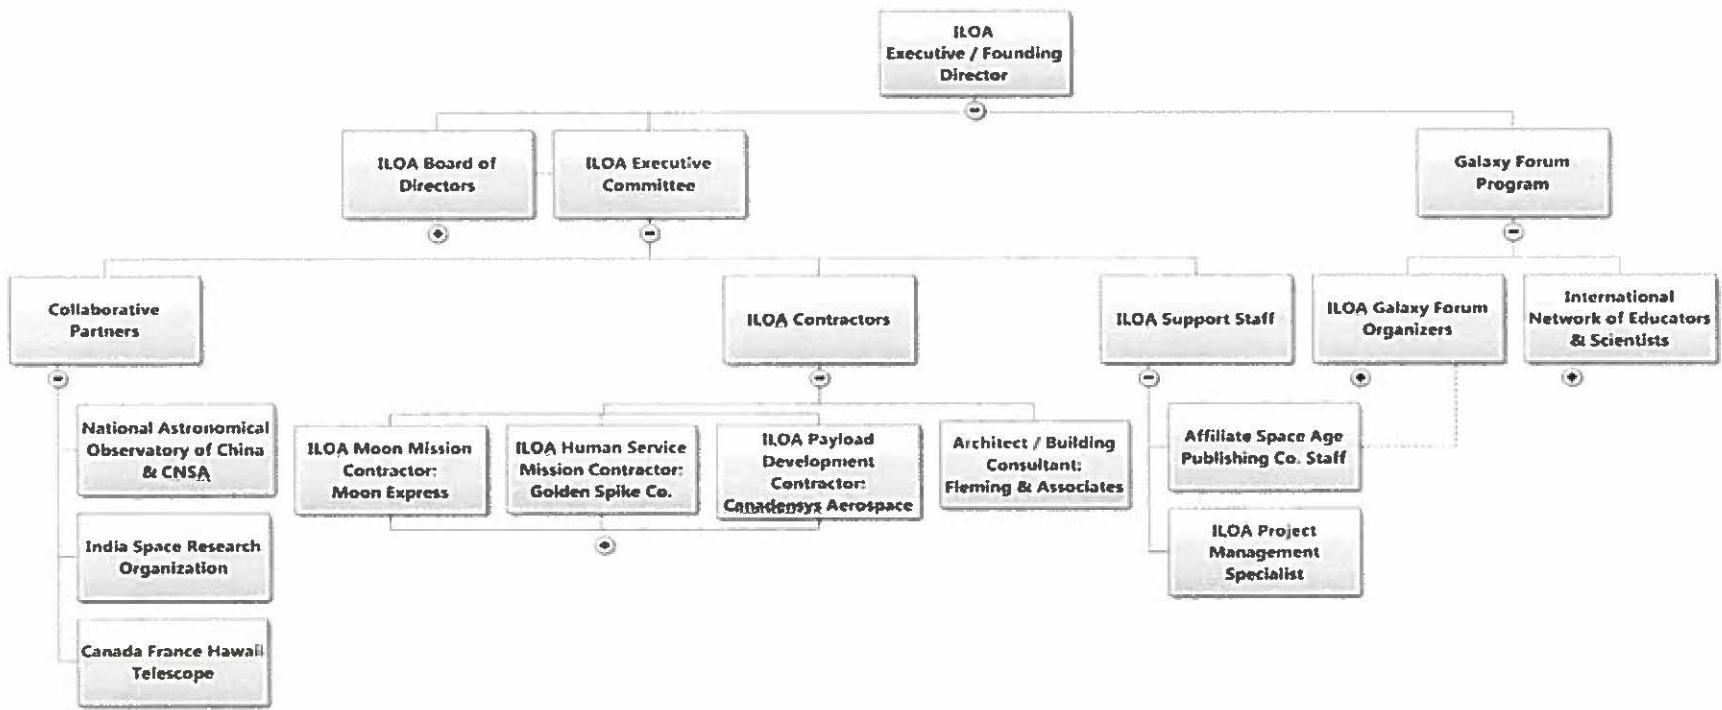 ILOA
Executive / Founding
Director
ILOA Board of
Directors
ILOA Executive
Committee
Galaxy Forum
Program
Collaborative
Partners
ILOA Contractors
ILOA Support Staff
ILOA Galaxy Forum
Organizers
International
Network of Educators
& Scientists
National Astronomical
Observatory of China
& CNSA
ILOA Moon Mission
Contractor:
Moon Express
ILOA Human Service
Mission Contractor:
Golden Spike Co.
ILOA Payload
Development
Contractor:
Canadensys Aerospace
Architect / Building
Consultant:
Fleming & Associates
Affiliate Space Age
Publishing Co. Staff
India Space Research
Organization
ILOA Project
Management
Specialist
Canada France Hawaii
Telescope